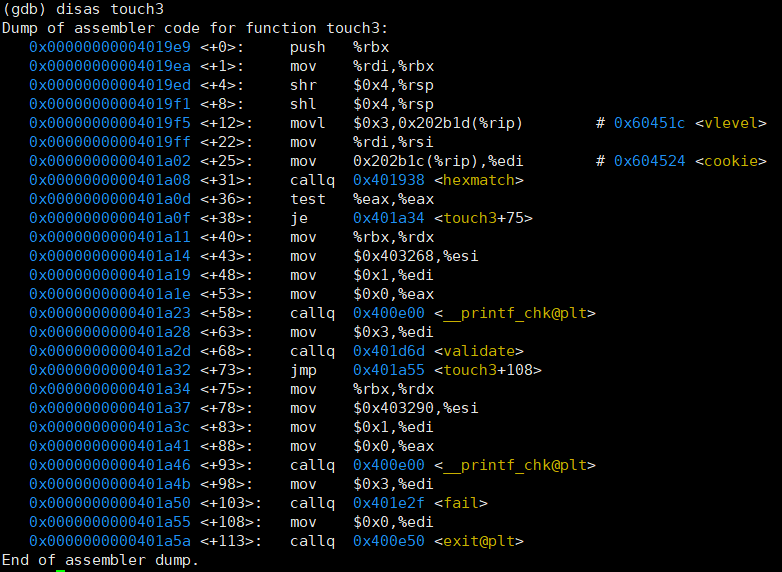 (gdb) disas touch3
Dump of assembler code for function touch3:
   0x00000000004019e9 <+0>:	push   %rbx
   0x00000000004019ea <+1>:	mov    %rdi,%rbx
   0x00000000004019ed <+4>:	shr    $0x4,%rsp
   0x00000000004019f1 <+8>:	shl    $0x4,%rsp
   0x00000000004019f5 <+12>:	movl   $0x3,0x202b1d(%rip)        # 0x60451c <vlevel>
   0x00000000004019ff <+22>:	mov    %rdi,%rsi
   0x0000000000401a02 <+25>:	mov    0x202b1c(%rip),%edi        # 0x604524 <cookie>
   0x0000000000401a08 <+31>:	callq  0x401938 <hexmatch>
   0x0000000000401a0d <+36>:	test   %eax,%eax
   0x0000000000401a0f <+38>:	je     0x401a34 <touch3+75>
   0x0000000000401a11 <+40>:	mov    %rbx,%rdx
   0x0000000000401a14 <+43>:	mov    $0x403268,%esi
   0x0000000000401a19 <+48>:	mov    $0x1,%edi
   0x0000000000401a1e <+53>:	mov    $0x0,%eax
   0x0000000000401a23 <+58>:	callq  0x400e00 <__printf_chk@plt>
   0x0000000000401a28 <+63>:	mov    $0x3,%edi
   0x0000000000401a2d <+68>:	callq  0x401d6d <validate>
   0x0000000000401a32 <+73>:	jmp    0x401a55 <touch3+108>
   0x0000000000401a34 <+75>:	mov    %rbx,%rdx
   0x0000000000401a37 <+78>:	mov    $0x403290,%esi
   0x0000000000401a3c <+83>:	mov    $0x1,%edi
   0x0000000000401a41 <+88>:	mov    $0x0,%eax
   0x0000000000401a46 <+93>:	callq  0x400e00 <__printf_chk@plt>
   0x0000000000401a4b <+98>:	mov    $0x3,%edi
   0x0000000000401a50 <+103>:	callq  0x401e2f <fail>
   0x0000000000401a55 <+108>:	mov    $0x0,%edi
   0x0000000000401a5a <+113>:	callq  0x400e50 <exit@plt>
End of assembler dump.